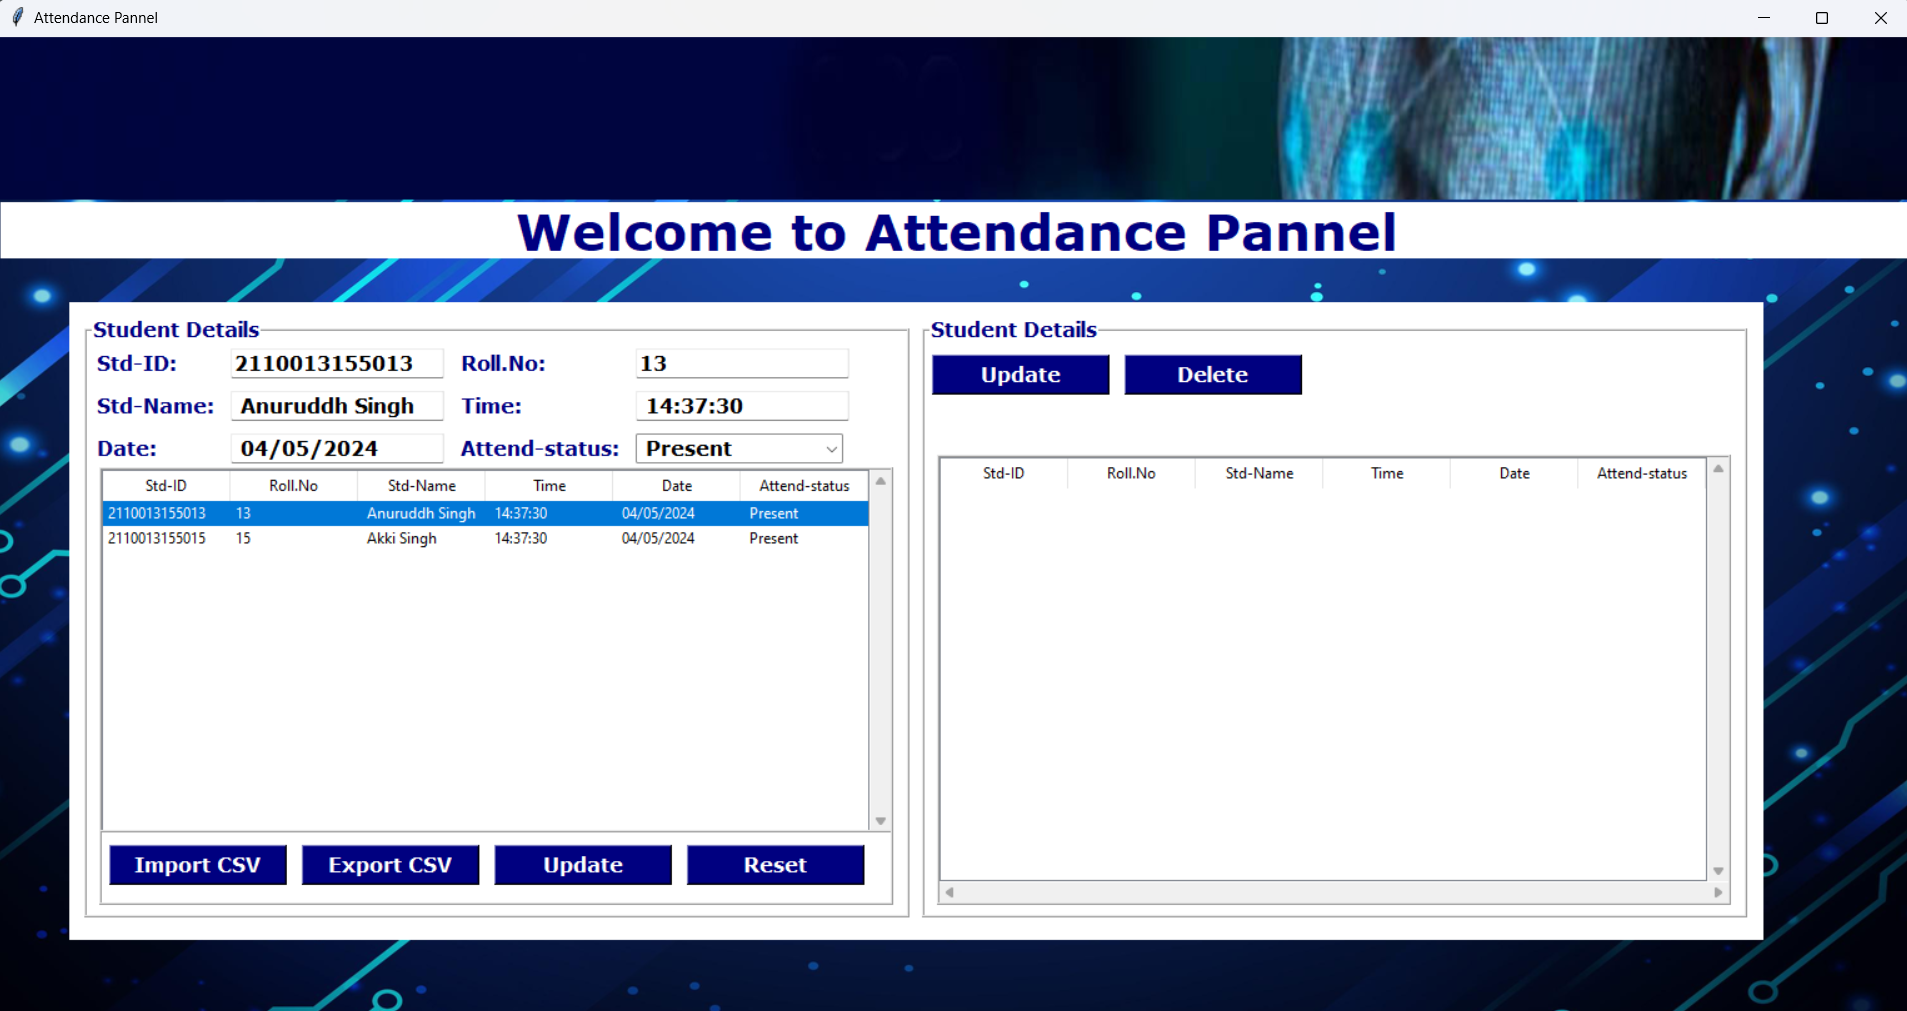 Attendance Pannel
Welcome to Attendance Pannel
Student Details
Std-ID: 2110013155013 Roll.No: 13
Std-Name: Anuruddh Singh Time: 14:37:30
Date: 04/05/2024 Attend-status: Present
Std-ID Roll.No Std-Name Time Date Attend-status
2110013155013 13 Anuruddh Singh 14:37:30 04/05/2024 Present
2110013155015 15 Akki Singh 14:37:30 04/05/2024 Present
Import CSV Export CSV Update Reset
Student Details
Update Delete
Std-ID Roll.No Std-Name Time Date Attend-status